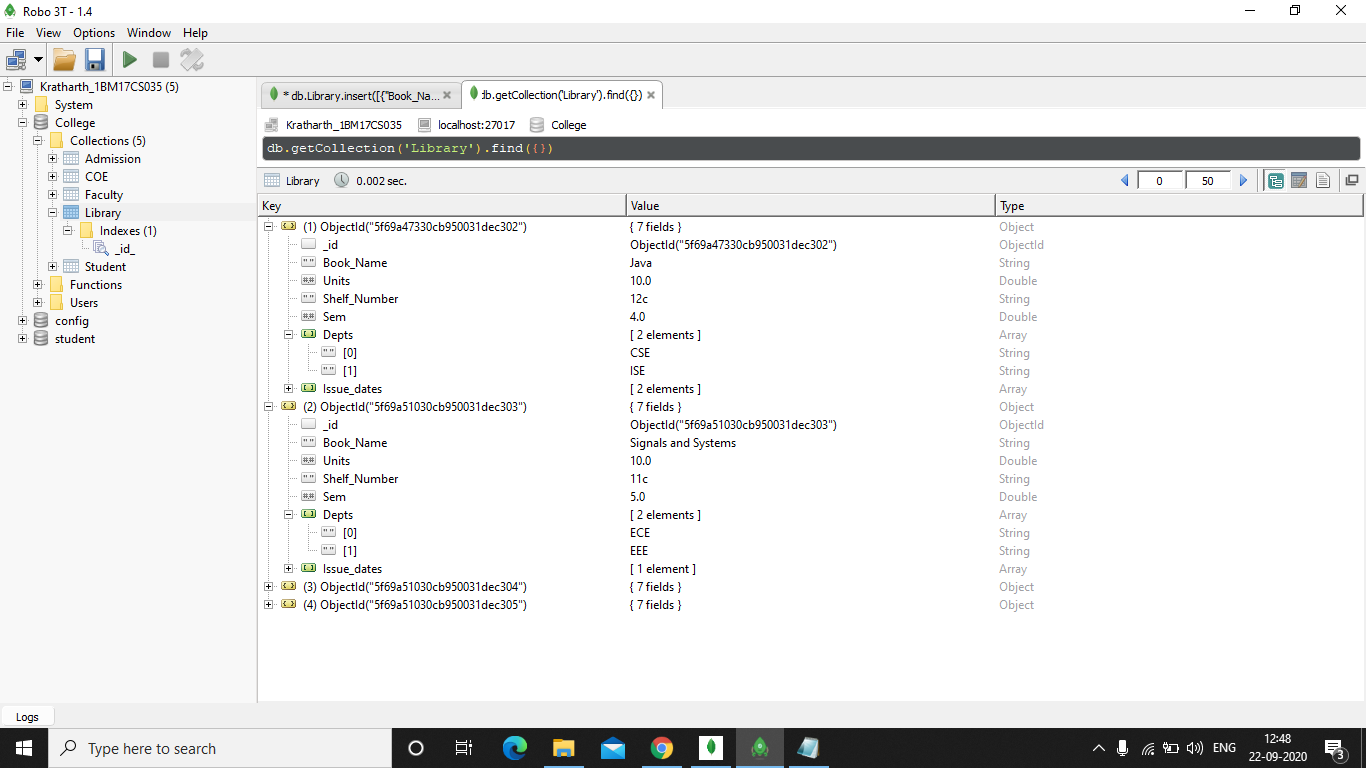 Robo 3T - 1.4
File View Options Window Help
Kratharth_1BM17CS035 (5)
System
College
Collections (5)
Admission
COE
Faculty
Library
Indexes (1)
_id_
Student
Functions
Users
config
student
* db.Library.insert([{"Book_Na... db.getCollection('Library').find({})
Kratharth_1BM17CS035 localhost:27017 College
db.getCollection('Library').find({})
Library 0.002 sec. 0 50
Key Value Type
(1) ObjectId("5f69a47330cb950031dec302") { 7 fields } Object
_id ObjectId("5f69a47330cb950031dec302") ObjectId
"" Book_Name Java String
## Units 10.0 Double
"" Shelf_Number 12c String
## Sem 4.0 Double
Depts [ 2 elements ] Array
"" [0] CSE String
"" [1] ISE String
Issue_dates [ 2 elements ] Array
(2) ObjectId("5f69a51030cb950031dec303") { 7 fields } Object
_id ObjectId("5f69a51030cb950031dec303") ObjectId
"" Book_Name Signals and Systems String
## Units 10.0 Double
"" Shelf_Number 11c String
## Sem 5.0 Double
Depts [ 2 elements ] Array
"" [0] ECE String
"" [1] EEE String
Issue_dates [ 1 element ] Array
(3) ObjectId("5f69a51030cb950031dec304") { 7 fields } Object
(4) ObjectId("5f69a51030cb950031dec305") { 7 fields } Object
Logs
Type here to search
ENG
12:48
22-09-2020
3